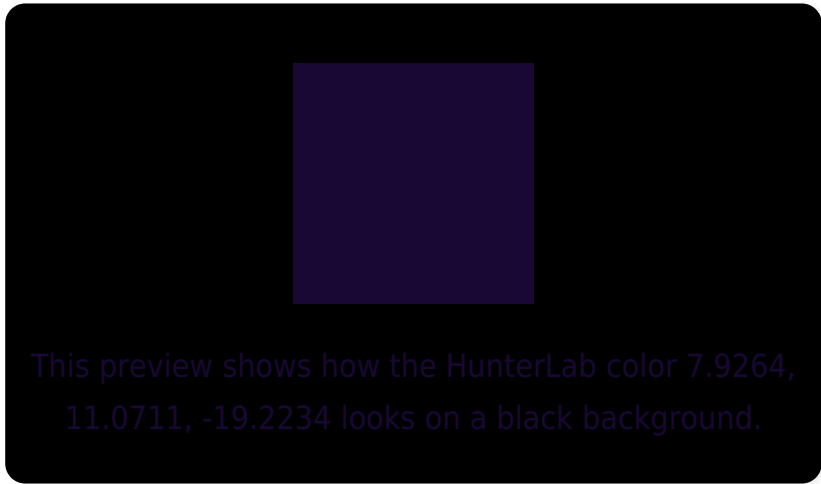 This preview shows how the HunterLab color 7.9264,
11.0711, -19.2234 looks on a black background.